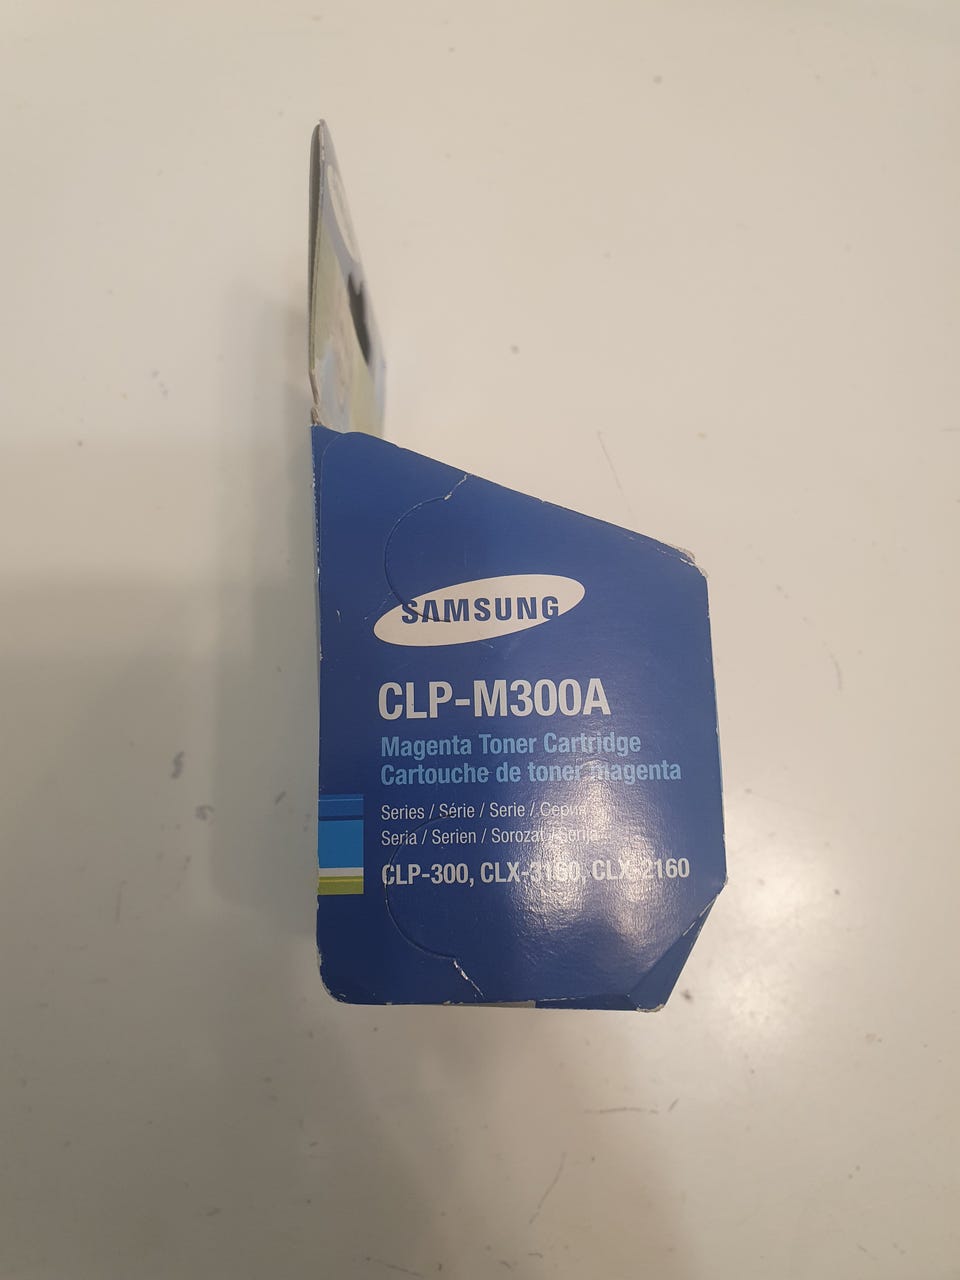 SAMSUNG
CLP-M300A
Magenta Toner Cartridge
Cartouche de toner magenta
Series / Série / Serie / Серия
Seria / Serien / Sorozat / Serija
CLP-300, CLX-3160, CLX-2160